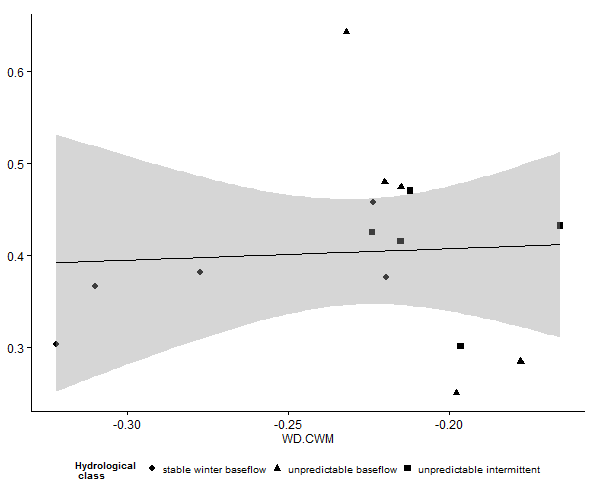 0.6
0.5
0.4
0.3
-0.30 -0.25 -0.20
WD.CWM
Hydrological
class
stable winter baseflow unpredictable baseflow unpredictable intermittent